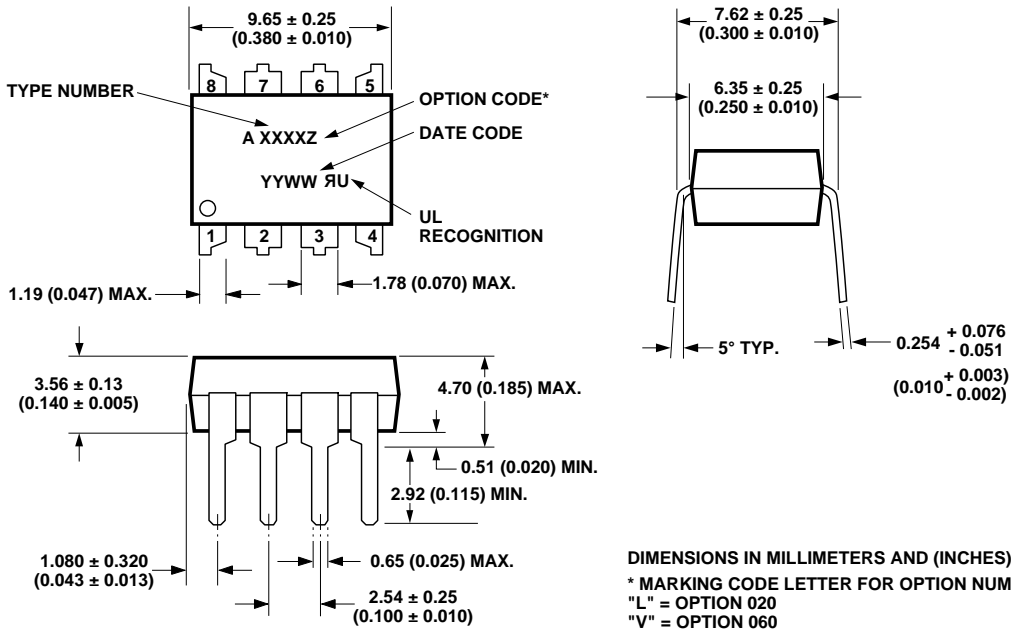 9.65 ± 0.25
(0.380 ± 0.010)
8 7 6 5
TYPE NUMBER
OPTION CODE*
A XXXXZ
DATE CODE
YYWW ЯU
UL
RECOGNITION
1 2 3 4
1.19 (0.047) MAX.
1.78 (0.070) MAX.
7.62 ± 0.25
(0.300 ± 0.010)
6.35 ± 0.25
(0.250 ± 0.010)
5° TYP.
0.254 + 0.076
- 0.051
(0.010 + 0.003)
- 0.002)
3.56 ± 0.13
(0.140 ± 0.005)
4.70 (0.185) MAX.
0.51 (0.020) MIN.
2.92 (0.115) MIN.
1.080 ± 0.320
(0.043 ± 0.013)
0.65 (0.025) MAX.
2.54 ± 0.25
(0.100 ± 0.010)
DIMENSIONS IN MILLIMETERS AND (INCHES)
* MARKING CODE LETTER FOR OPTION NUM
"L" = OPTION 020
"V" = OPTION 060